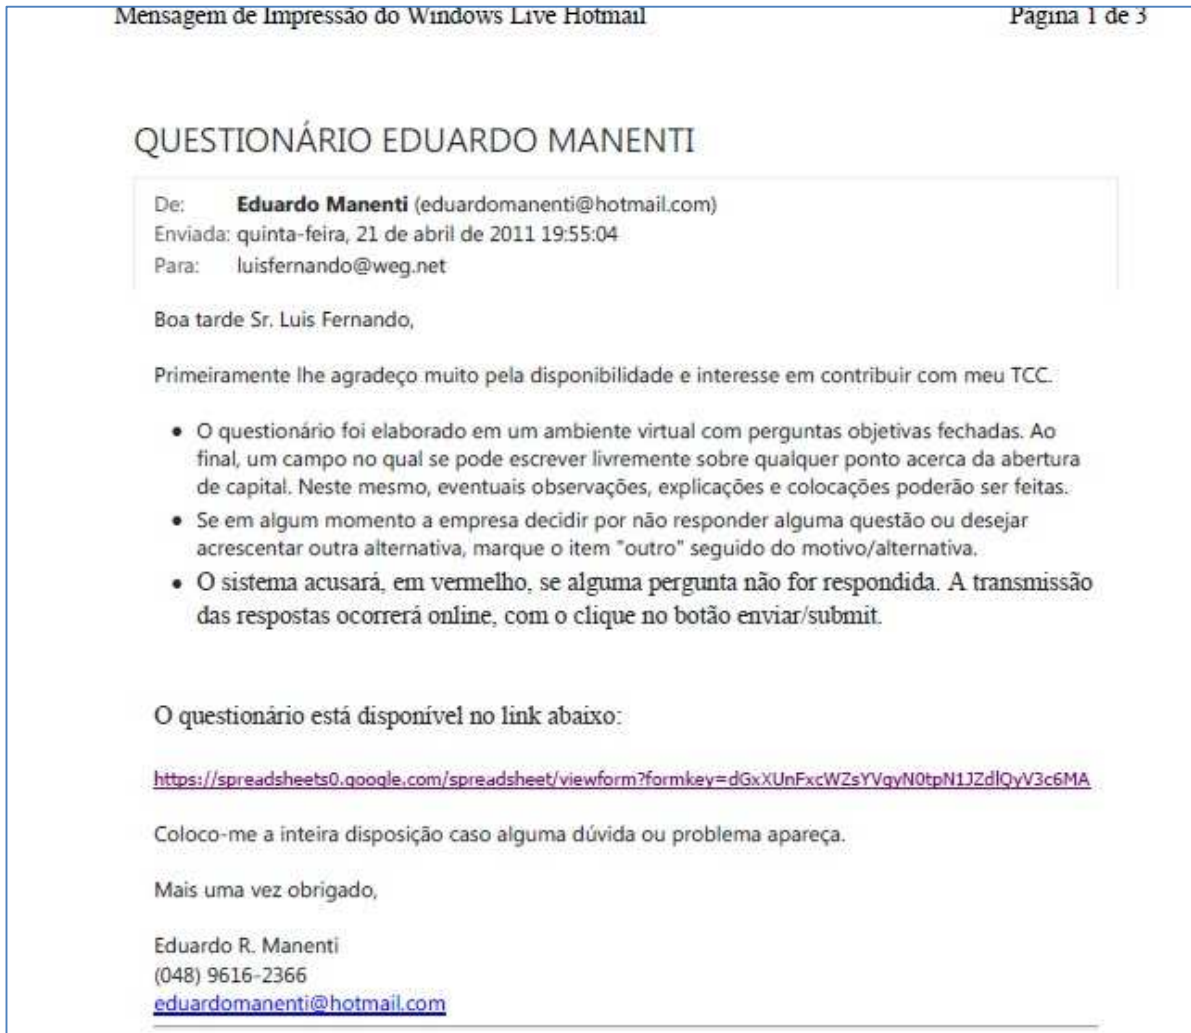 Mensagem de Impressão do Windows Live Hotmail Página 1 de 3
QUESTIONÁRIO EDUARDO MANENTI
De: Eduardo Manenti (eduardomanenti@hotmail.com)
Enviada: quinta-feira, 21 de abril de 2011 19:55:04
Para: luisfernando@weg.net
Boa tarde Sr. Luis Fernando,
Primeiramente lhe agradeço muito pela disponibilidade e interesse em contribuir com meu TCC.
• O questionário foi elaborado em um ambiente virtual com perguntas objetivas fechadas. Ao
final, um campo no qual se pode escrever livremente sobre qualquer ponto acerca da abertura
de capital. Neste mesmo, eventuais observações, explicações e colocações poderão ser feitas.
• Se em algum momento a empresa decidir por não responder alguma questão ou desejar
acrescentar outra alternativa, marque o item "outro" seguido do motivo/alternativa.
• O sistema acusará, em vermelho, se alguma pergunta não for respondida. A transmissão
das respostas ocorrerá online, com o clique no botão enviar/submit.
O questionário está disponível no link abaixo:
https://spreadsheets0.google.com/spreadsheet/viewform?formkey=dGxXUnFxcWZsYVgyN0tpN1JZdlQyV3c6MA
Coloco-me a inteira disposição caso alguma dúvida ou problema apareça.
Mais uma vez obrigado,
Eduardo R. Manenti
(048) 9616-2366
eduardomanenti@hotmail.com